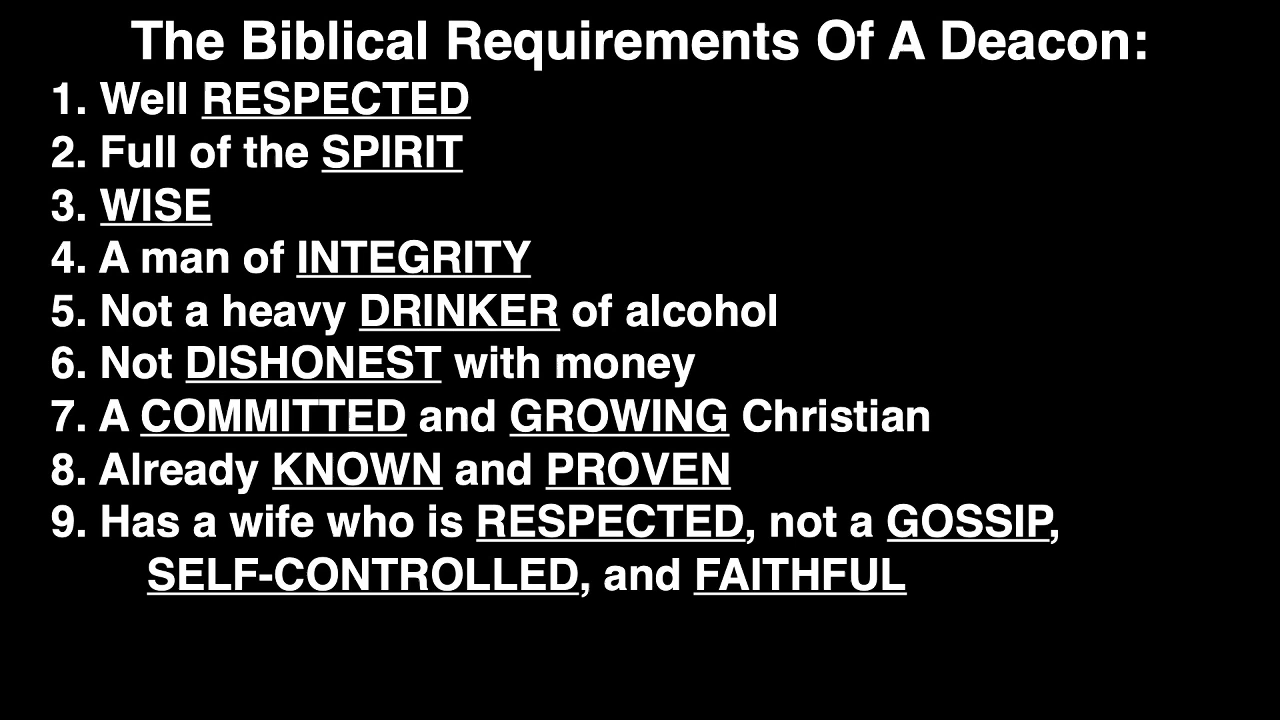 The Biblical Requirements Of A Deacon:
1. Well RESPECTED
2. Full of the SPIRIT
3. WISE
4. A man of INTEGRITY
5. Not a heavy DRINKER of alcohol
6. Not DISHONEST with money
7. A COMMITTED and GROWING Christian
8. Already KNOWN and PROVEN
9. Has a wife who is RESPECTED, not a GOSSIP,
SELF-CONTROLLED, and FAITHFUL